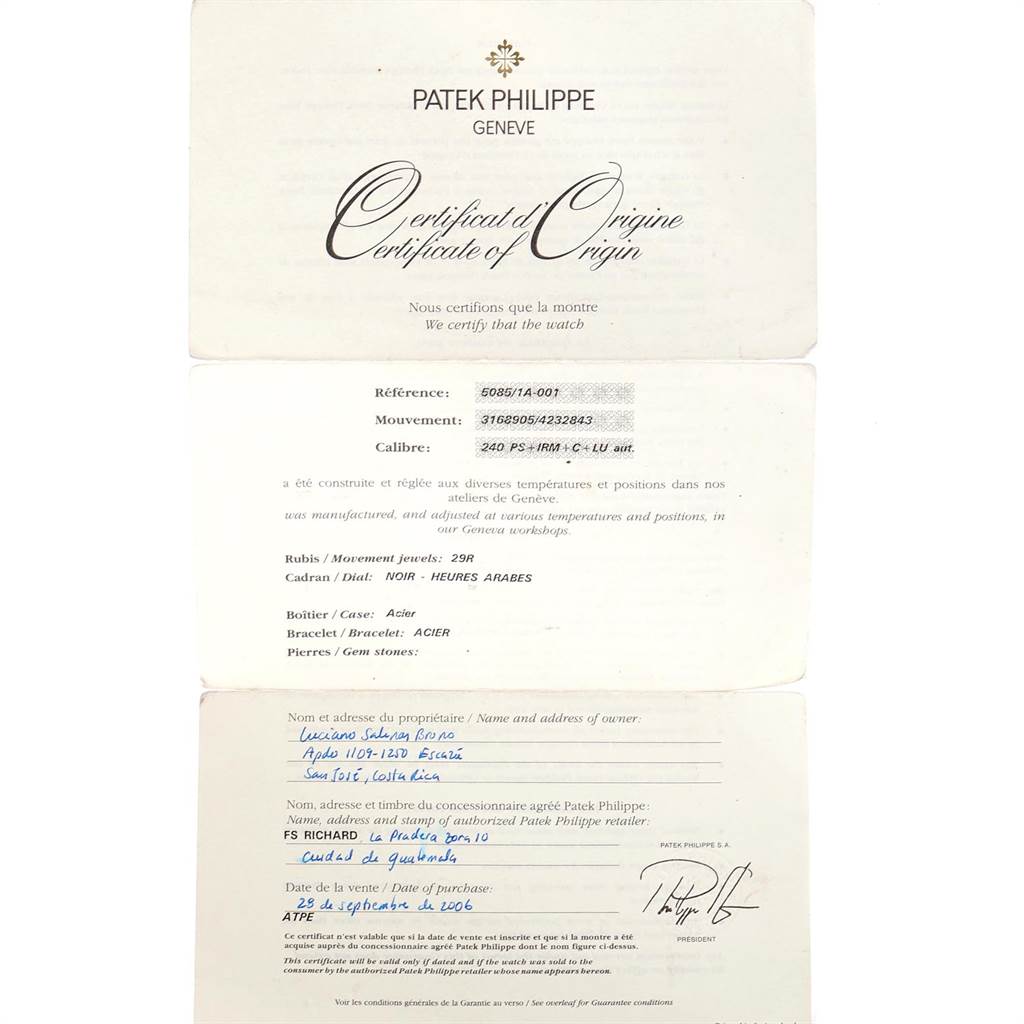 PATEK PHILIPPE
GENEVE
Certificat d'Origine
Certificate of Origin
Nous certifions que la montre
We certify that the watch
Référence: 5085/1A-001
Mouvement: 3168905/4232843
Calibre: 240 PS+IRM+C+LU aut.
a été construite et réglée aux diverses températures et positions dans nos
ateliers de Genève.
was manufactured, and adjusted at various temperatures and positions, in
our Geneva workshops.
Rubis / Movement jewels: 29R
Cadran / Dial: NOIR - HEURES ARABES
Boîtier / Case: Acier
Bracelet / Bracelet: ACIER
Pierres / Gem stones:
Nom et adresse du propriétaire / Name and address of owner:
Luciano Salinas Bruno
Apdo 1109-1250 Escazú
San José, Costa Rica
Nom, adresse et timbre du concessionnaire agréé Patek Philippe:
Name, address and stamp of authorized Patek Philippe retailer:
FS RICHARD, La Pradera Zona 10
Ciudad de Guatemala
PATEK PHILIPPE S.A.
Date de la vente / Date of purchase:
28 de septiembre de 2006
ATPE
PRÉSIDENT
Ce certificat n'est valable que si la date de vente est inscrite et que si la montre a été
acquise auprès du concessionnaire agréé Patek Philippe dont le nom figure ci-dessus.
This certificate will be valid only if dated and if the watch was sold to the
consumer by the authorized Patek Philippe retailer whose name appears hereon.
Voir les conditions générales de la Garantie au verso / See overleaf for Guarantee conditions